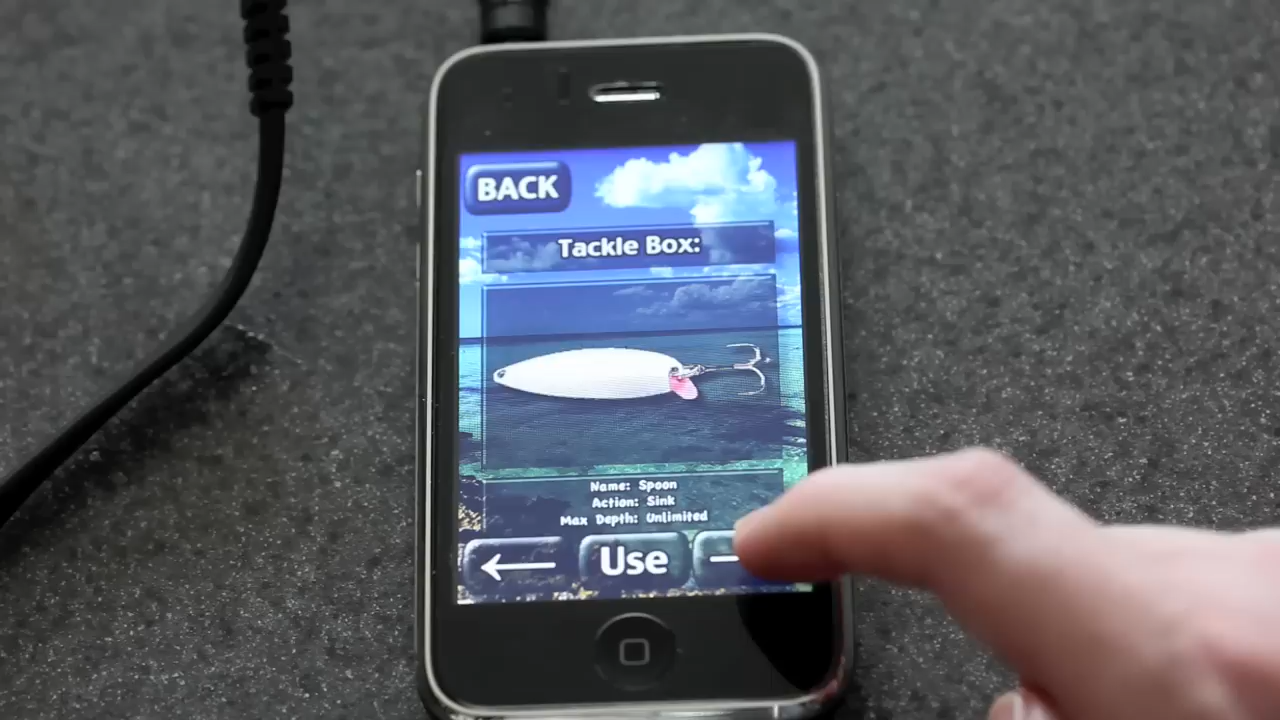 BACK
Tackle Box:
Name: Spoon
Action: Sink
Max Depth: Unlimited
Use